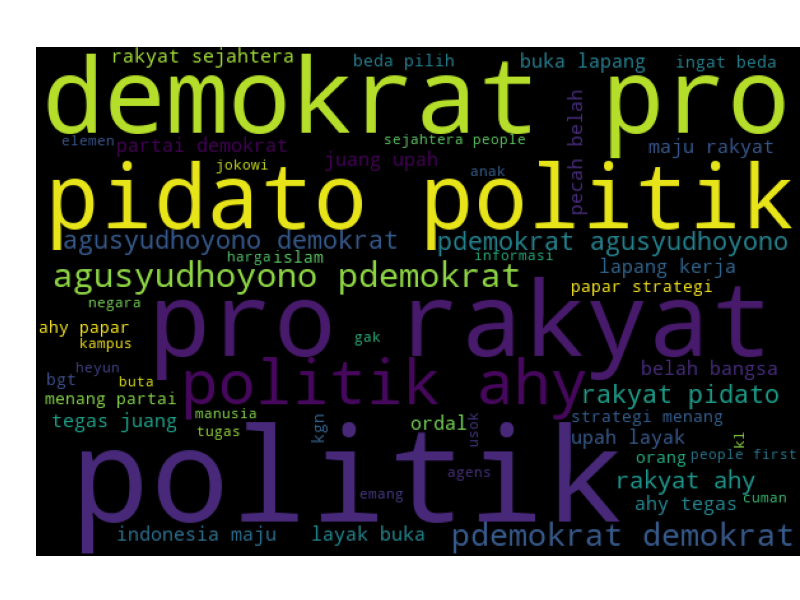 rakyat sejahtera
beda pilih
buka lapang
ingat beda
demokrat pro
elemen
partai demokrat
sejahtera people
pecah belah
maju rakyat
juang upah
jokowi
anak
pidato politik
agusyudhoyono demokrat
pdemokrat agusyudhoyono
harga
islam
informasi
lapang kerja
agusyudhoyono pdemokrat
papar strategi
negara
pro rakyat
ahy papar
kampus
gak
heyun
belah bangsa
bgt
buta
politik ahy
rakyat pidato
menang partai
manusia
strategi menang
tegas juang
tugas
kgn
ordal
usok
upah layak
kl
politik
orang
people first
agens
rakyat ahy
emang
ahy tegas
cuman
indonesia maju
layak buka
pdemokrat demokrat